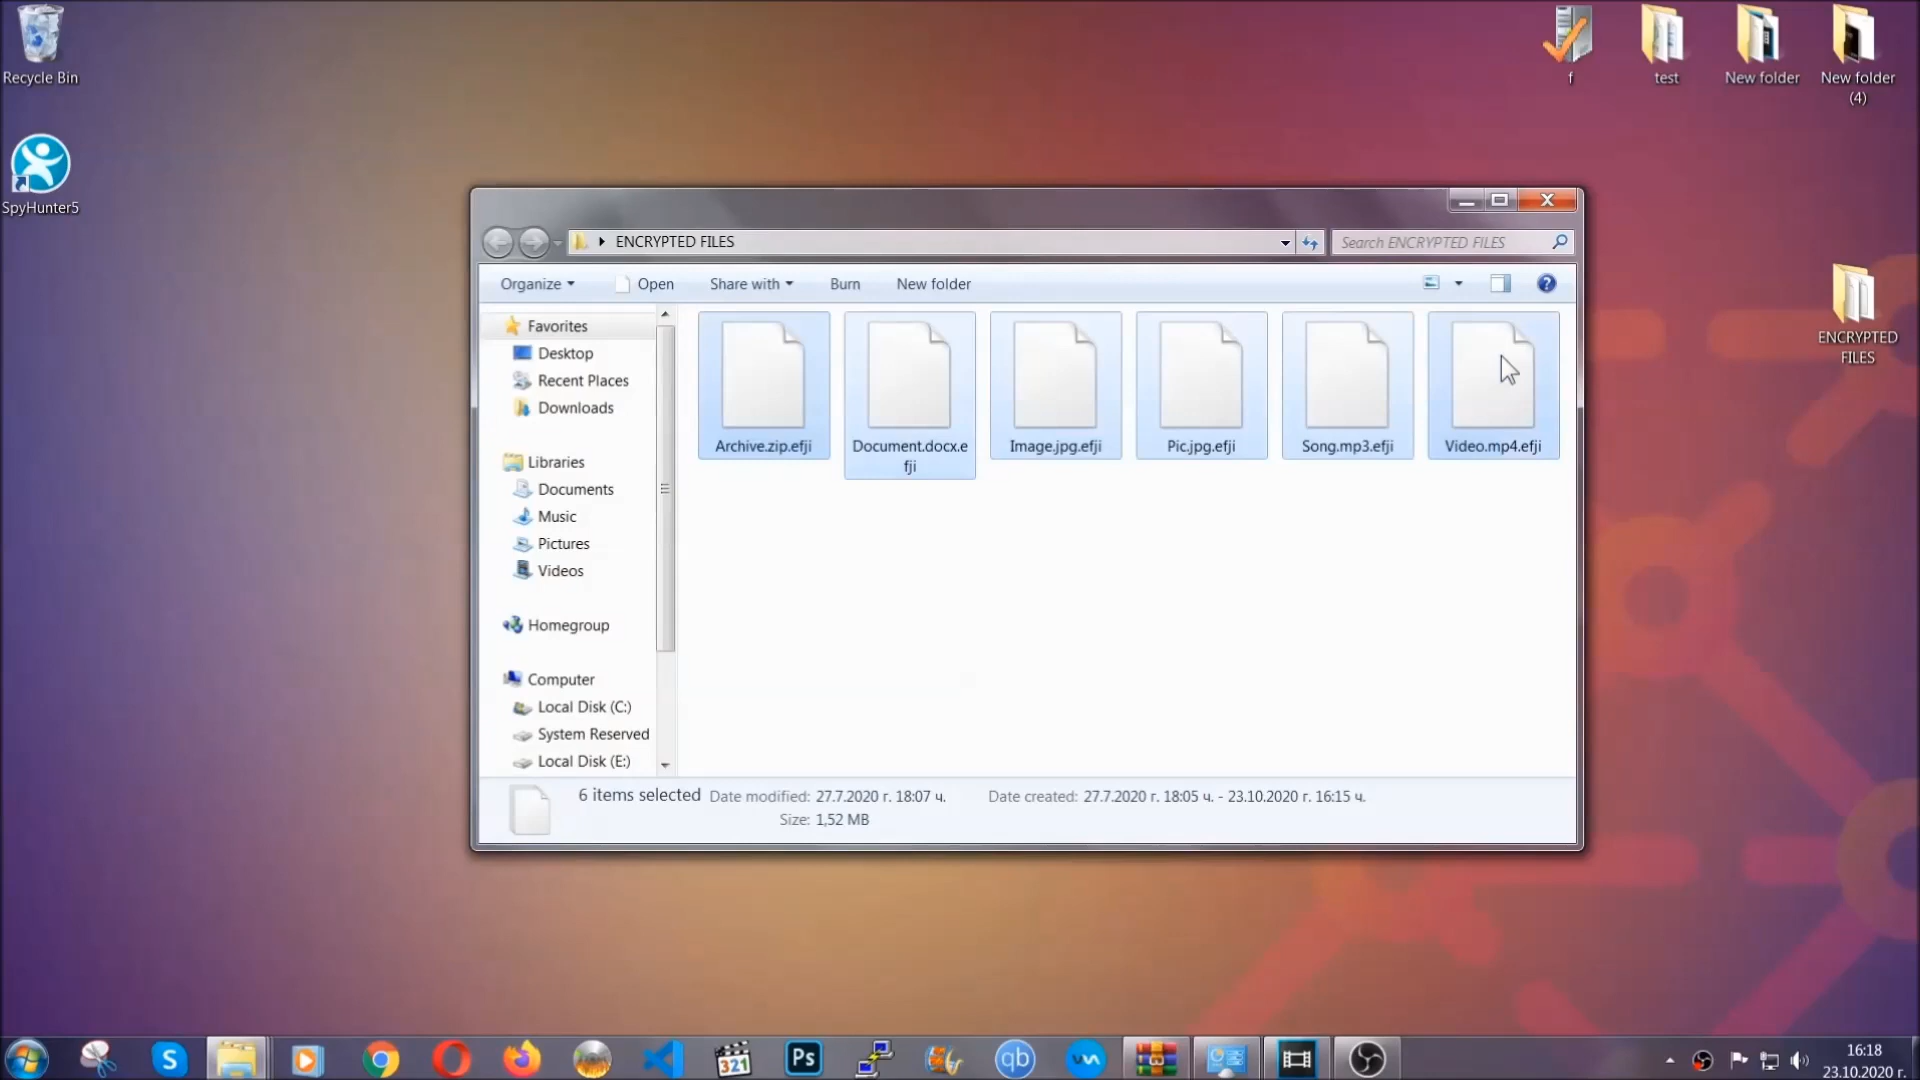 Recycle Bin
SpyHunter5
f
test
New folder
New folder
(4)
ENCRYPTED
FILES
ENCRYPTED FILES
Search ENCRYPTED FILES
Organize
Open
Share with
Burn
New folder
Favorites
Desktop
Recent Places
Downloads
Libraries
Documents
Music
Pictures
Videos
Homegroup
Computer
Local Disk (C:)
System Reserved
Local Disk (E:)
Archive.zip.efji
Document.docx.e
fji
Image.jpg.efji
Pic.jpg.efji
Song.mp3.efji
Video.mp4.efji
6 items selected Date modified: 27.7.2020 г. 18:07 ч. Date created: 27.7.2020 г. 18:05 ч. - 23.10.2020 г. 16:15 ч.
Size: 1,52 MB
S
321
Ps
qb
16:18
23.10.2020 г.